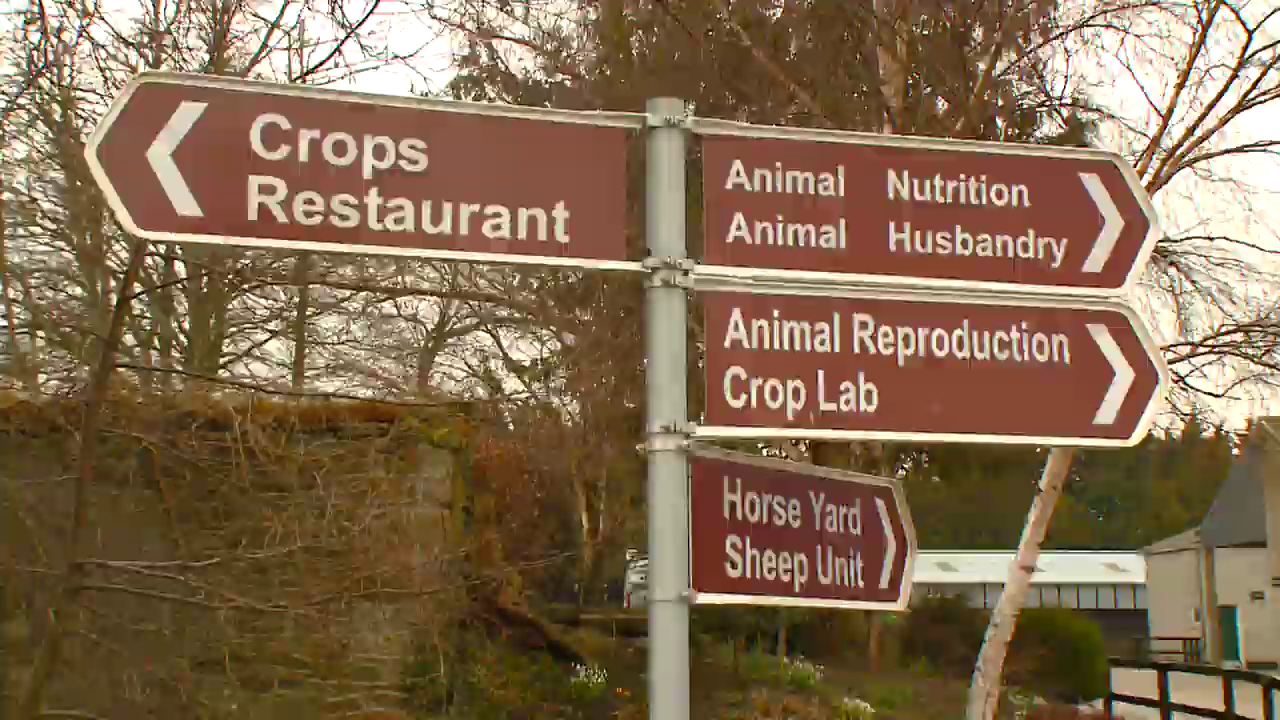 Crops
Restaurant
Animal Nutrition
Animal Husbandry
Animal Reproduction
Crop Lab
Horse Yard
Sheep Unit